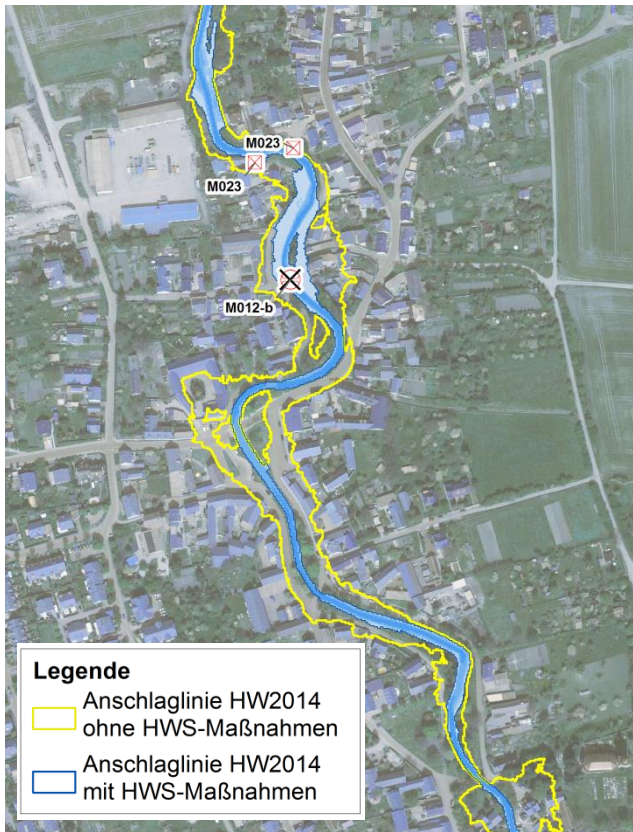 M023
M023
M012-b
Legende
Anschlaglinie HW2014
ohne HWS-Maßnahmen
Anschlaglinie HW2014
mit HWS-Maßnahmen